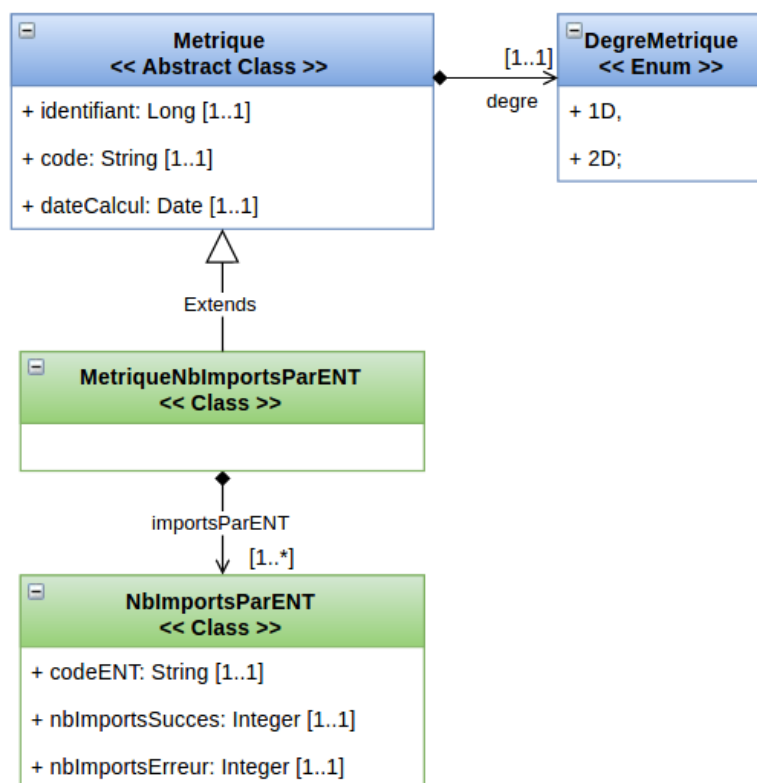 Metrique
<< Abstract Class >>
+ identifiant: Long [1..1]
+ code: String [1..1]
+ dateCalcul: Date [1..1]
[1..1]
degre
DegreMetrique
<< Enum >>
+ 1D,
+ 2D;
Extends
MetriqueNbImportsParENT
<< Class >>
importsParENT
[1..*]
NbImportsParENT
<< Class >>
+ codeENT: String [1..1]
+ nbImportsSucces: Integer [1..1]
+ nbImportsErreur: Integer [1..1]